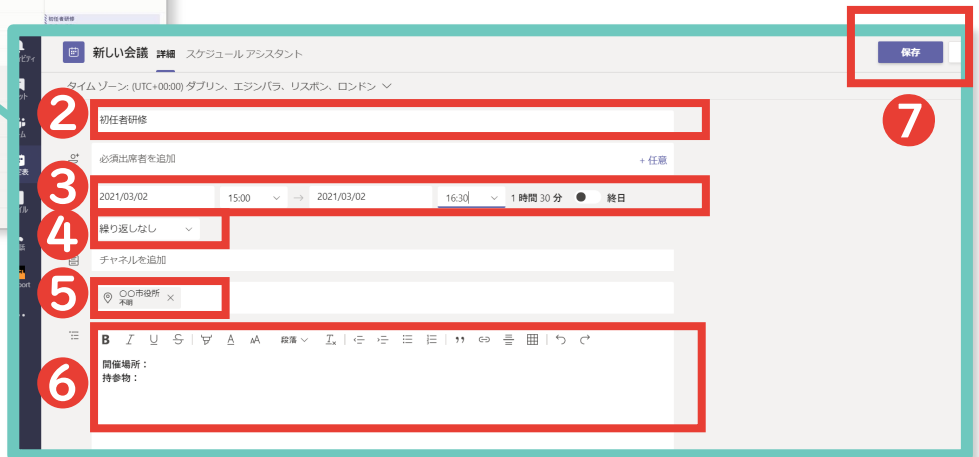 初任者研修
新しい会議 詳細 スケジュール アシスタント
保存
タイム ゾーン: (UTC+00:00) ダブリン、エジンバラ、リスボン、ロンドン
7
2
初任者研修
必須出席者を追加
+ 任意
3
2021/03/02 15:00 → 2021/03/02 16:30 1 時間 30 分 終日
4
繰り返しなし
チャネルを追加
5
〇〇市役所
不明
B I U S A AA 段落
6
開催場所：
持参物：